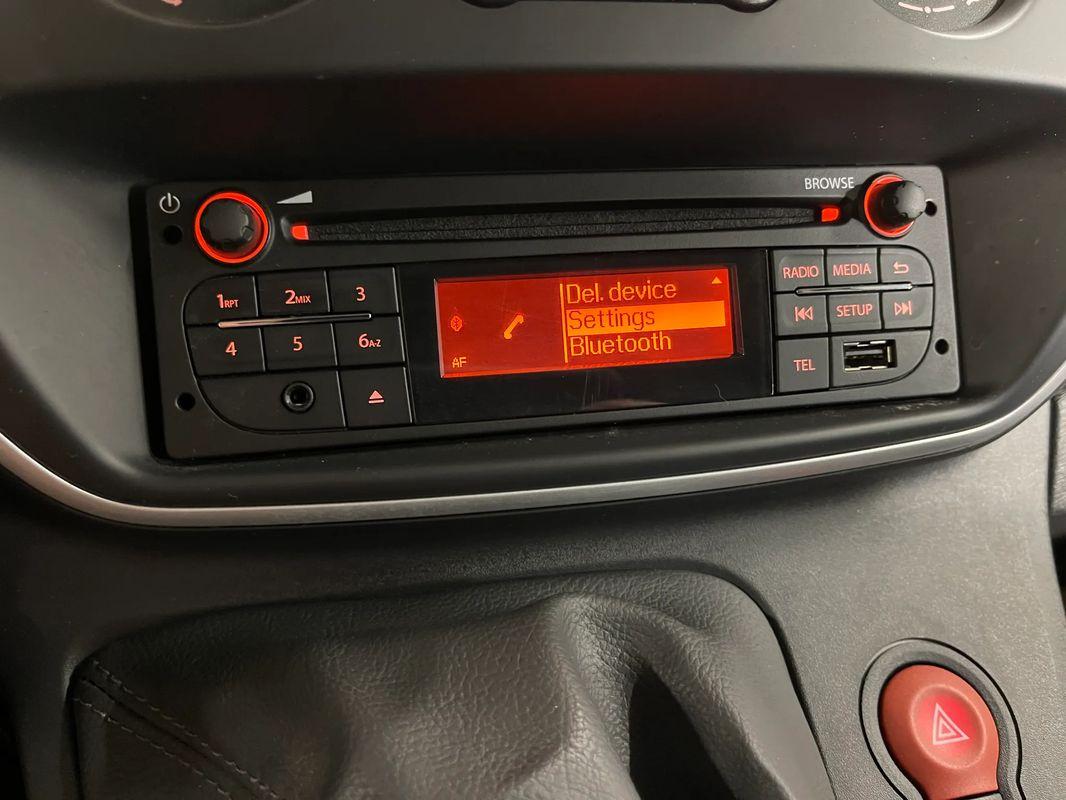 BROWSE
1RPT 2MIX 3
4 5 6A-Z
Del. device
Settings
Bluetooth
AF
RADIO MEDIA
SETUP
TEL